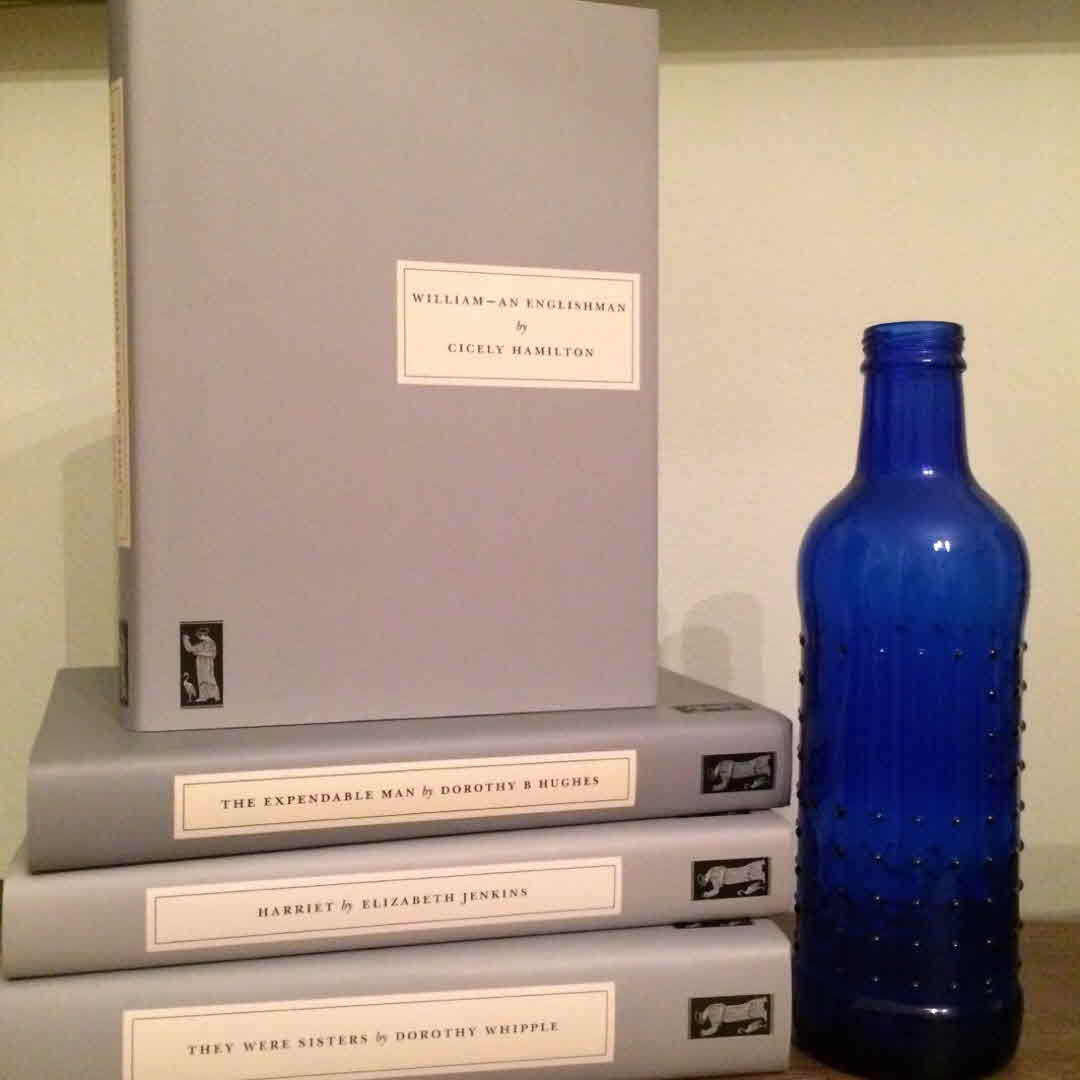 WILLIAM—AN ENGLISHMAN
by
CICELY HAMILTON
THE EXPENDABLE MAN by DOROTHY B HUGHES
HARRIET by ELIZABETH JENKINS
THEY WERE SISTERS by DOROTHY WHIPPLE